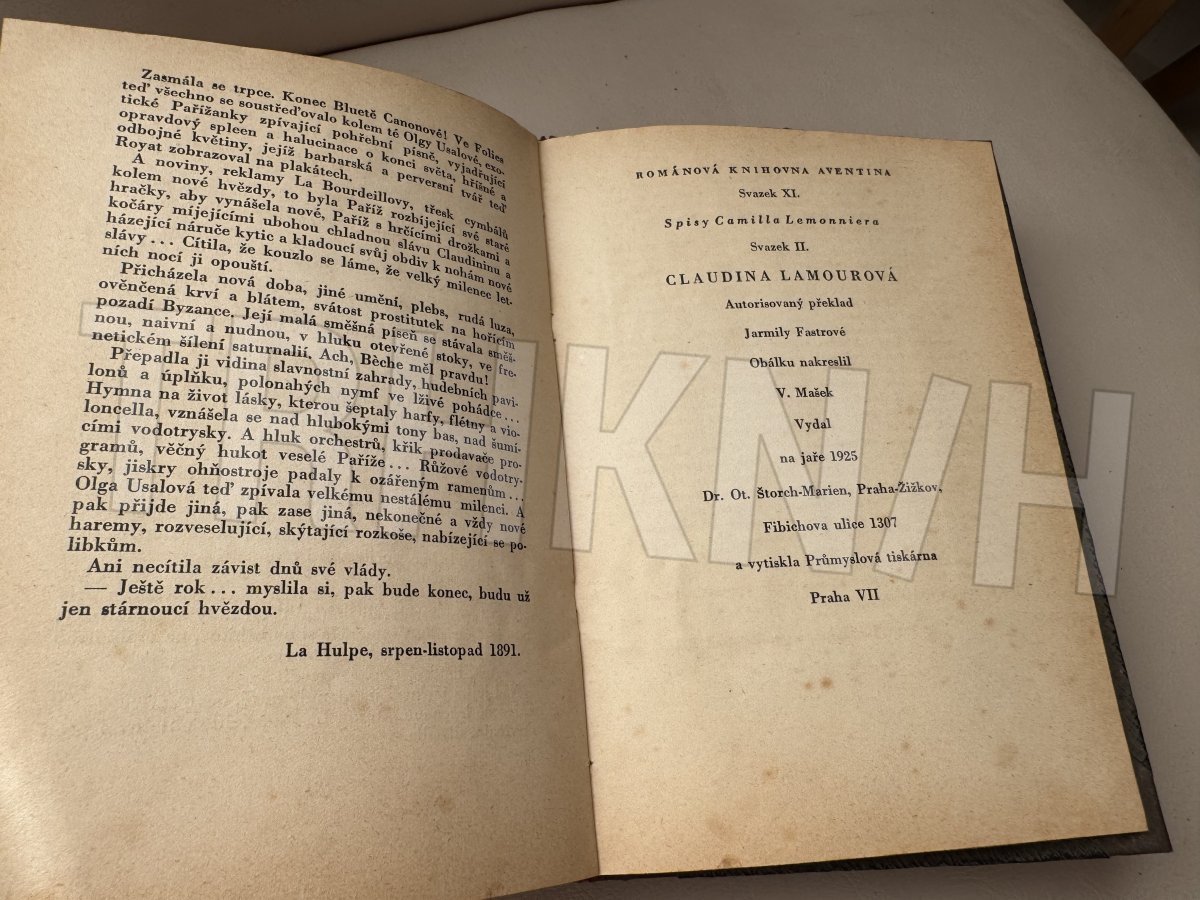 Zasmála se trpce. Konec Bluetě Canonové! Ve Folies
teď všechno se soustřeďovalo kolem té Olgy Usalové, exo-
tické Pařížanky zpívající pohřební písně, vyjadřující
opravdový spleen a halucinace o konci světa, hříšné a
odbojné květiny, jejíž barbarská a perversní tvář teď
Royat zobrazoval na plakátech.
A noviny, reklamy La Bourdeillovy, třesk cymbálů
kolem nové hvězdy, to byla Paříž rozbíjející své staré
hračky, aby vynášela nové, Paříž s hrčícími drožkami a
kočáry míjejícími ubohou chladnou slávu Claudininu a
házející náruče kytic a kladoucí svůj obdiv k nohám nové
slávy... Cítila, že kouzlo se láme, že velký milenec let-
ních nocí ji opouští.
Přicházela nová doba, jiné umění, plebs, rudá luza,
ověnčená krví a blátem, svátost prostitutek na hořícím
pozadí Byzance. Její malá směšná píseň se stávala směš-
nou, naivní a nudnou, v hluku otevřené stoky, ve fre-
netickém šílení saturnalií. Ach, Bèche měl pravdu!
Přepadla ji vidina slavnostní zahrady, hudebních pavi-
lonů a úplňku, polonahých nymf ve lživé pohádce...
Hymna na život lásky, kterou šeptaly harfy, flétny a vio-
loncella, vznášela se nad hlubokými tony bas, nad šumí-
cími vodotrysky. A hluk orchestrů, křik prodavače pro-
gramů, věčný hukot veselé Paříže... Růžové vodotry-
sky, jiskry ohňostroje padaly k ozářeným ramenům...
Olga Usalová teď zpívala velkému nestálému milenci. A
pak přijde jiná, pak zase jiná, nekonečné a vždy nové
haremy, rozveselující, skýtající rozkoše, nabízející se po-
libkům.
Ani necítila závist dnů své vlády.
— Ještě rok... myslila si, pak bude konec, budu už
jen stárnoucí hvězdou.
La Hulpe, srpen-listopad 1891.
ROMÁNOVÁ KNIHOVNA AVENTINA
Svazek XI.
Spisy Camilla Lemonniera
Svazek II.
CLAUDINA LAMOUROVÁ
Autorisovaný překlad
Jarmily Fastrové
Obálku nakreslil
V. Mašek
Vydal
na jaře 1925
Dr. Ot. Štorch-Marien, Praha-Žižkov,
Fibichova ulice 1307
a vytiskla Průmyslová tiskárna
Praha VII